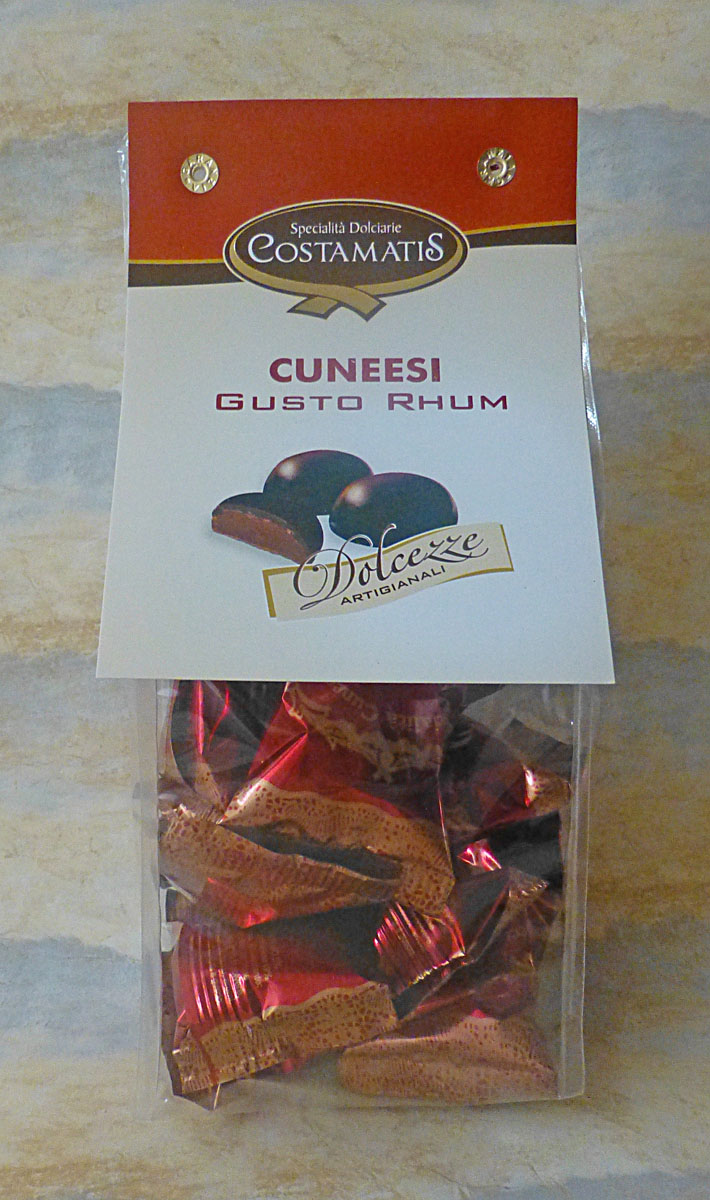 Specialità Dolciarie
COSTAMATIS
CUNEESI
GUSTO RHUM
Dolcezze
ARTIGIANALI